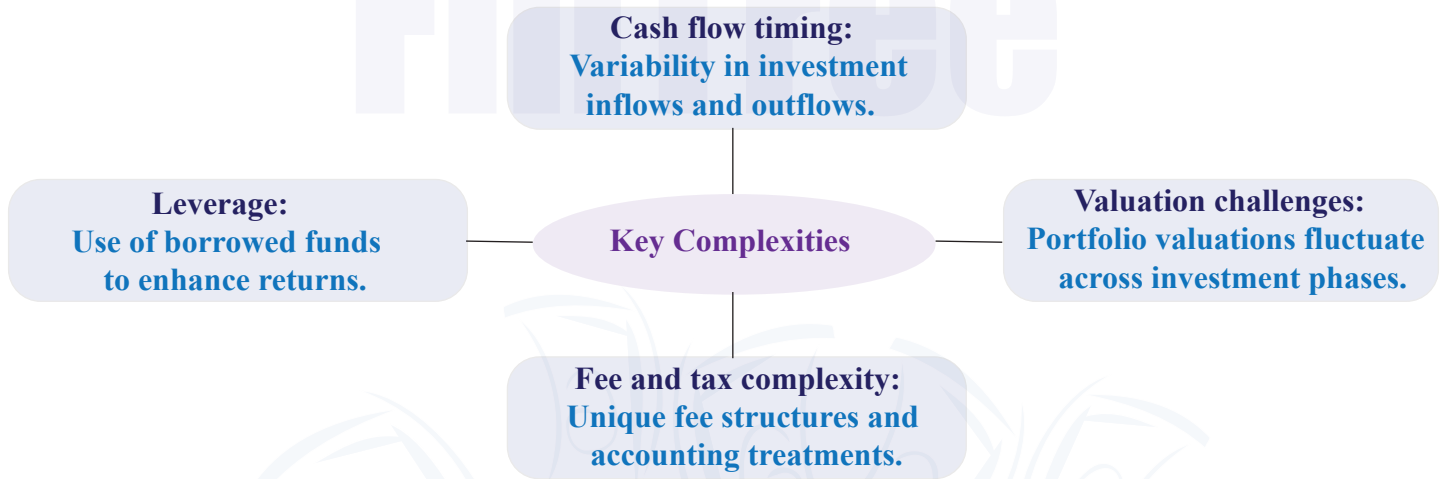 FinTree
Cash flow timing:
Variability in investment
inflows and outflows.
Leverage:
Use of borrowed funds
to enhance returns.
Key Complexities
Valuation challenges:
Portfolio valuations fluctuate
across investment phases.
Fee and tax complexity:
Unique fee structures and
accounting treatments.